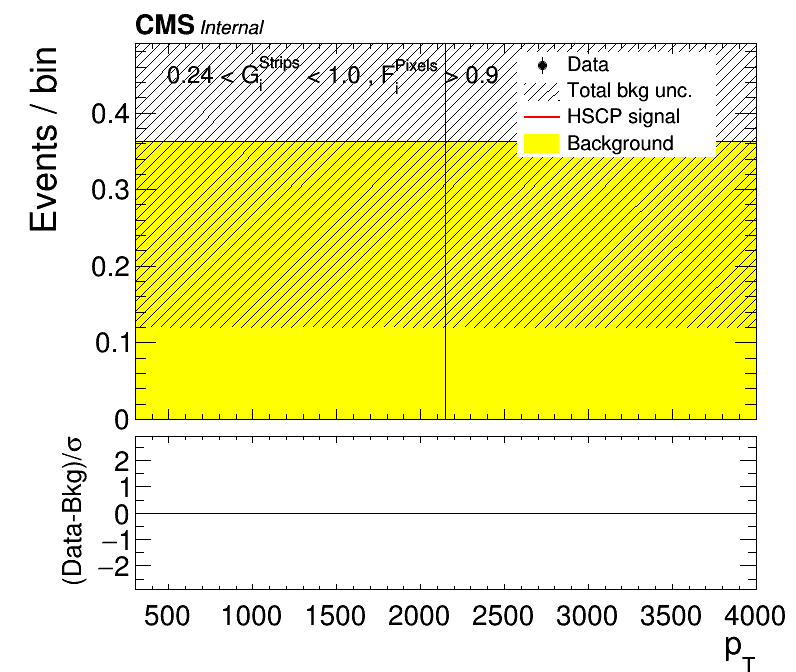 CMS Internal
0.24 < G_i^Strips < 1.0 , F_i^Pixels > 0.9
Data
Total bkg unc.
HSCP signal
Background
Events / bin
0.4
0.3
0.2
0.1
0
(Data-Bkg)/σ
2
1
0
−1
−2
500 1000 1500 2000 2500 3000 3500 4000
p_T